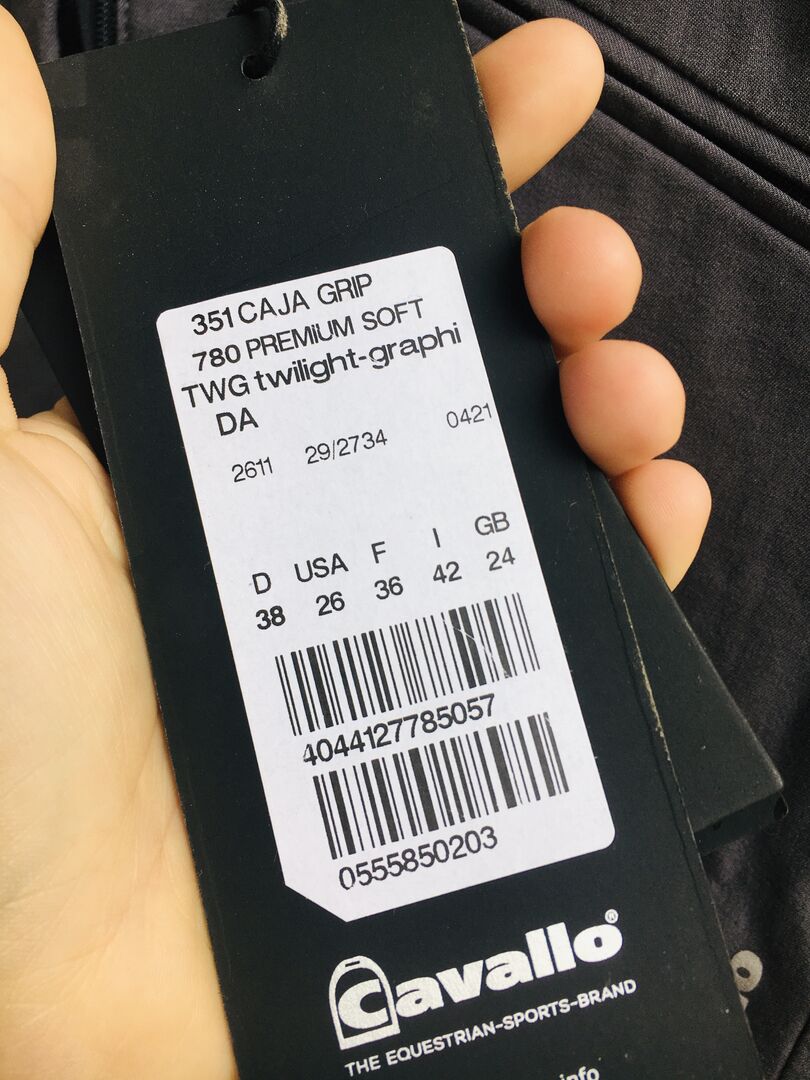 351 CAJA GRIP
780 PREMIUM SOFT
TWG twilight-graphi
DA
2611 29/2734 0421
D USA F I GB
38 26 36 42 24
4044127785057
0555850203
Cavallo®
THE EQUESTRIAN-SPORTS-BRAND
.info